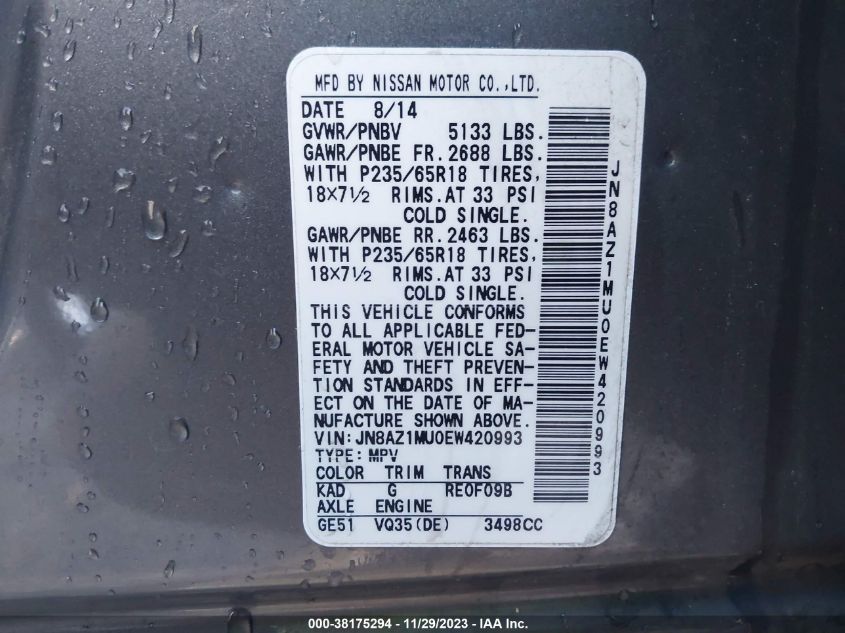 MFD BY NISSAN MOTOR CO.,LTD.
DATE 8/14
GVWR/PNBV 5133 LBS.
GAWR/PNBE FR.2688 LBS.
WITH P235/65R18 TIRES,
18×7½ RIMS.AT 33 PSI
COLD SINGLE.
GAWR/PNBE RR.2463 LBS.
WITH P235/65R18 TIRES,
18×7½ RIMS.AT 33 PSI
COLD SINGLE.
THIS VEHICLE CONFORMS
TO ALL APPLICABLE FED-
ERAL MOTOR VEHICLE SA-
FETY AND THEFT PREVEN-
TION STANDARDS IN EFF-
ECT ON THE DATE OF MA-
NUFACTURE SHOWN ABOVE.
VIN:JN8AZ1MU0EW420993
TYPE:MPV
COLOR TRIM TRANS
KAD G RE0F09B
AXLE ENGINE
GE51 VQ35(DE) 3498CC
JN8AZ1MU0EW420993
000-38175294 - 11/29/2023 - IAA Inc.